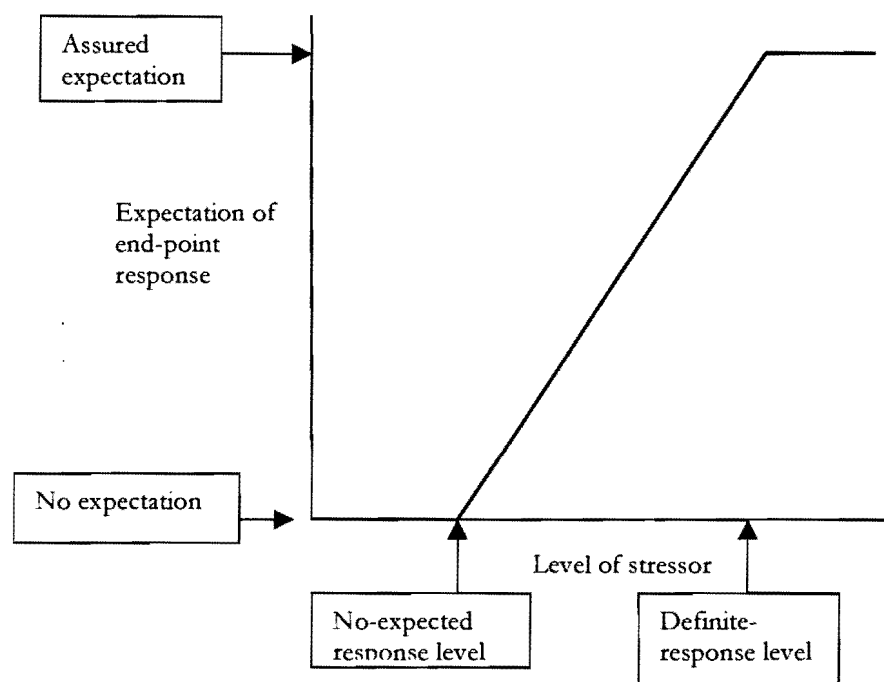 Assured
expectation
Expectation of
end-point
response
No expectation
Level of stressor
No-expected
response level
Definite-
response level